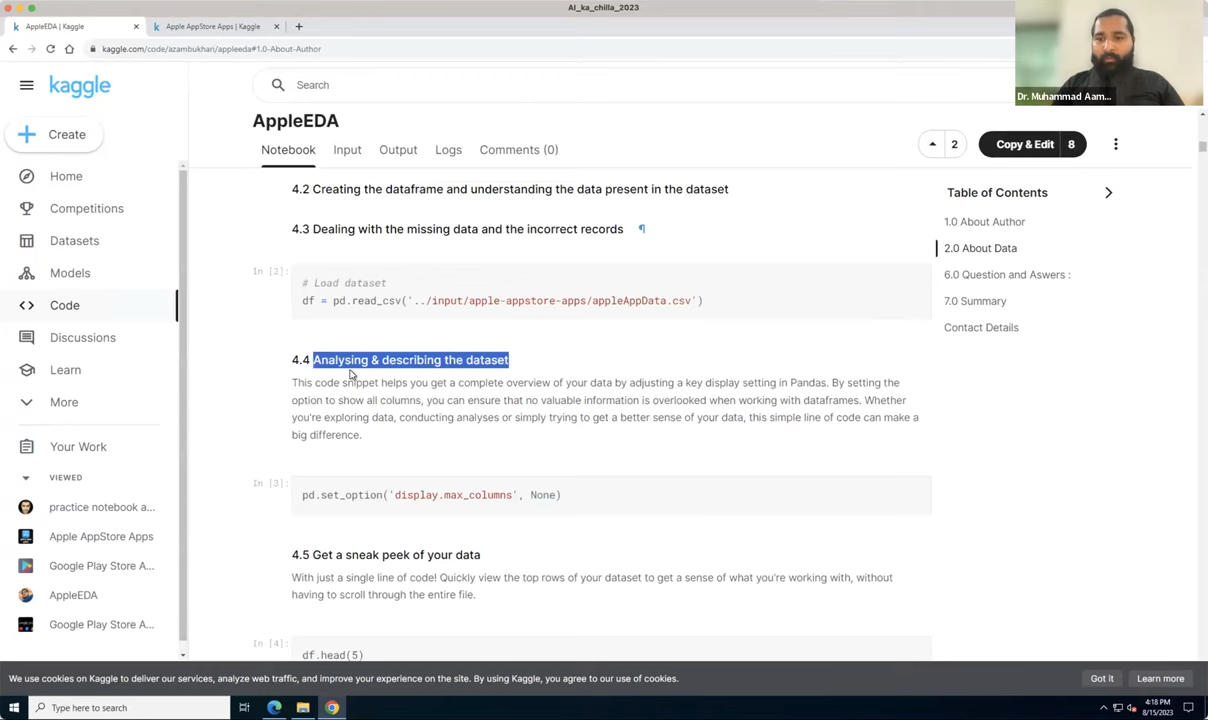 AI_ka_chilla_2023
AppleEDA | Kaggle
Apple AppStore Apps | Kaggle
kaggle.com/code/azambukhari/appleeda#1.0-About-Author
Dr. Muhammad Aam...
kaggle
Search
Create
Home
Competitions
Datasets
Models
Code
Discussions
Learn
More
Your Work
VIEWED
practice notebook a...
Apple AppStore Apps
Google Play Store A...
AppleEDA
Google Play Store A...
AppleEDA
2
Copy & Edit 8
Notebook Input Output Logs Comments (0)
4.2 Creating the dataframe and understanding the data present in the dataset
4.3 Dealing with the missing data and the incorrect records ¶
In [2]:
# Load dataset
df = pd.read_csv('../input/apple-appstore-apps/appleAppData.csv')
4.4 Analysing & describing the dataset
This code snippet helps you get a complete overview of your data by adjusting a key display setting in Pandas. By setting the
option to show all columns, you can ensure that no valuable information is overlooked when working with dataframes. Whether
you're exploring data, conducting analyses or simply trying to get a better sense of your data, this simple line of code can make a
big difference.
In [3]:
pd.set_option('display.max_columns', None)
4.5 Get a sneak peek of your data
With just a single line of code! Quickly view the top rows of your dataset to get a sense of what you're working with, without
having to scroll through the entire file.
In [4]:
df.head(5)
Table of Contents
1.0 About Author
2.0 About Data
6.0 Question and Aswers :
7.0 Summary
Contact Details
We use cookies on Kaggle to deliver our services, analyze web traffic, and improve your experience on the site. By using Kaggle, you agree to our use of cookies.
Got it
Learn more
Type here to search
4:18 PM
8/15/2023